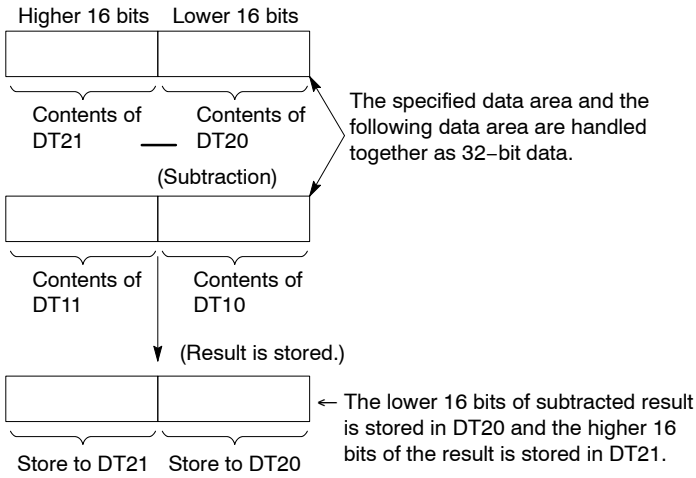 Higher 16 bits Lower 16 bits
Contents of DT21
Contents of DT20
The specified data area and the
following data area are handled
together as 32−bit data.
—
(Subtraction)
Contents of DT11
Contents of DT10
(Result is stored.)
← The lower 16 bits of subtracted result
is stored in DT20 and the higher 16
bits of the result is stored in DT21.
Store to DT21 Store to DT20